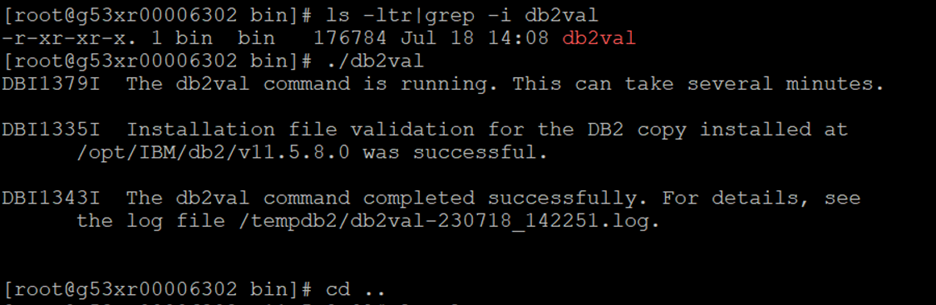 [root@g53xr00006302 bin]# ls -ltr|grep -i db2val
-r-xr-xr-x. 1 bin  bin   176784 Jul 18 14:08 db2val
[root@g53xr00006302 bin]# ./db2val
DBI1379I  The db2val command is running. This can take several minutes.
DBI1335I  Installation file validation for the DB2 copy installed at
/opt/IBM/db2/v11.5.8.0 was successful.
DBI1343I  The db2val command completed successfully. For details, see
the log file /tempdb2/db2val-230718_142251.log.
[root@g53xr00006302 bin]# cd ..